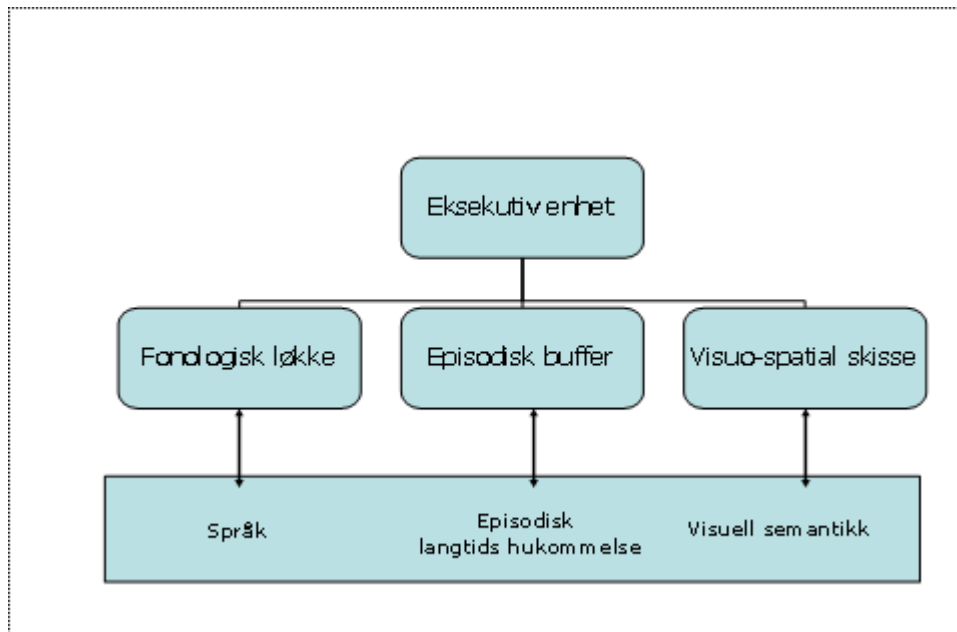 Eksekutiv enhet
Fonologisk løkke
Episodisk buffer
Visuo-spatial skisse
Språk
Episodisk
langtids hukommelse
Visuell semantikk